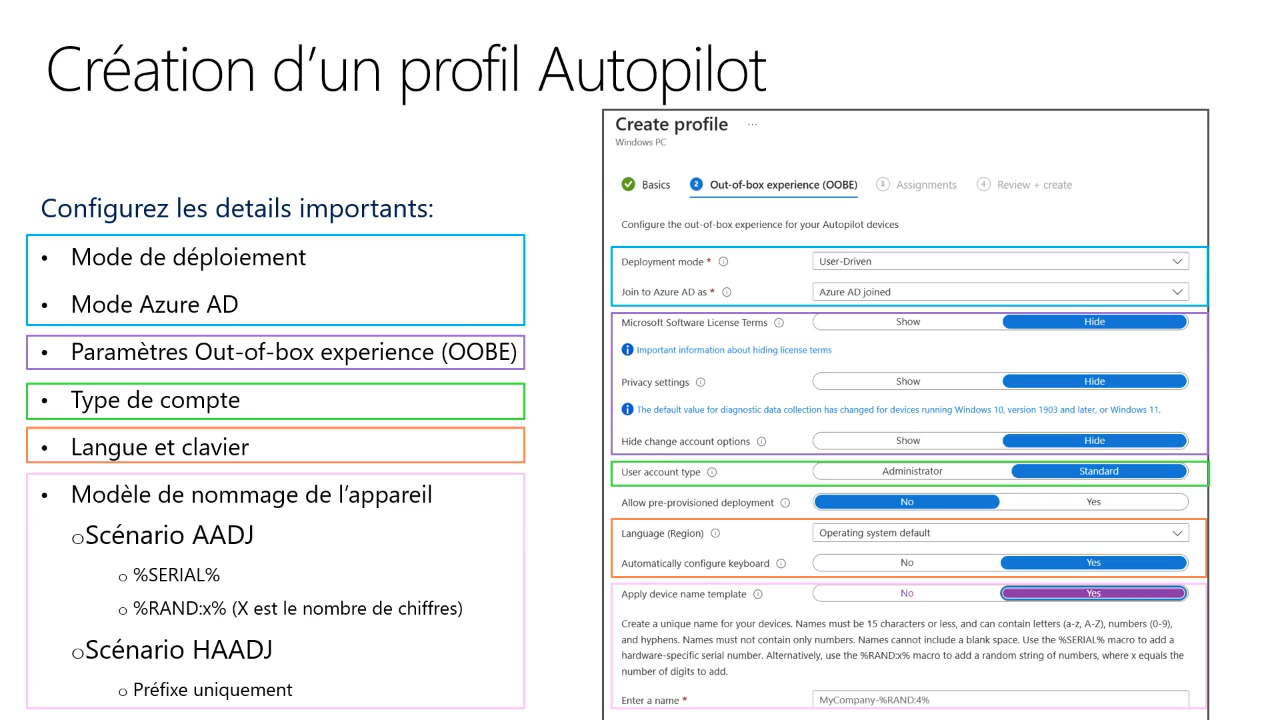 Création d’un profil Autopilot
Configurez les details importants:
• Mode de déploiement
• Mode Azure AD
• Paramètres Out-of-box experience (OOBE)
• Type de compte
• Langue et clavier
• Modèle de nommage de l’appareil
o Scénario AADJ
o %SERIAL%
o %RAND:x% (X est le nombre de chiffres)
o Scénario HAADJ
o Préfixe uniquement
Create profile ...
Windows PC
Basics 2 Out-of-box experience (OOBE) 3 Assignments 4 Review + create
Configure the out-of-box experience for your Autopilot devices
Deployment mode * User-Driven
Join to Azure AD as * Azure AD joined
Microsoft Software License Terms Show Hide
Important information about hiding license terms
Privacy settings Show Hide
The default value for diagnostic data collection has changed for devices running Windows 10, version 1903 and later, or Windows 11.
Hide change account options Show Hide
User account type Administrator Standard
Allow pre-provisioned deployment No Yes
Language (Region) Operating system default
Automatically configure keyboard No Yes
Apply device name template No Yes
Create a unique name for your devices. Names must be 15 characters or less, and can contain letters (a-z, A-Z), numbers (0-9),
and hyphens. Names must not contain only numbers. Names cannot include a blank space. Use the %SERIAL% macro to add a
hardware-specific serial number. Alternatively, use the %RAND:x% macro to add a random string of numbers, where x equals the
number of digits to add.
Enter a name * MyCompany-%RAND:4%